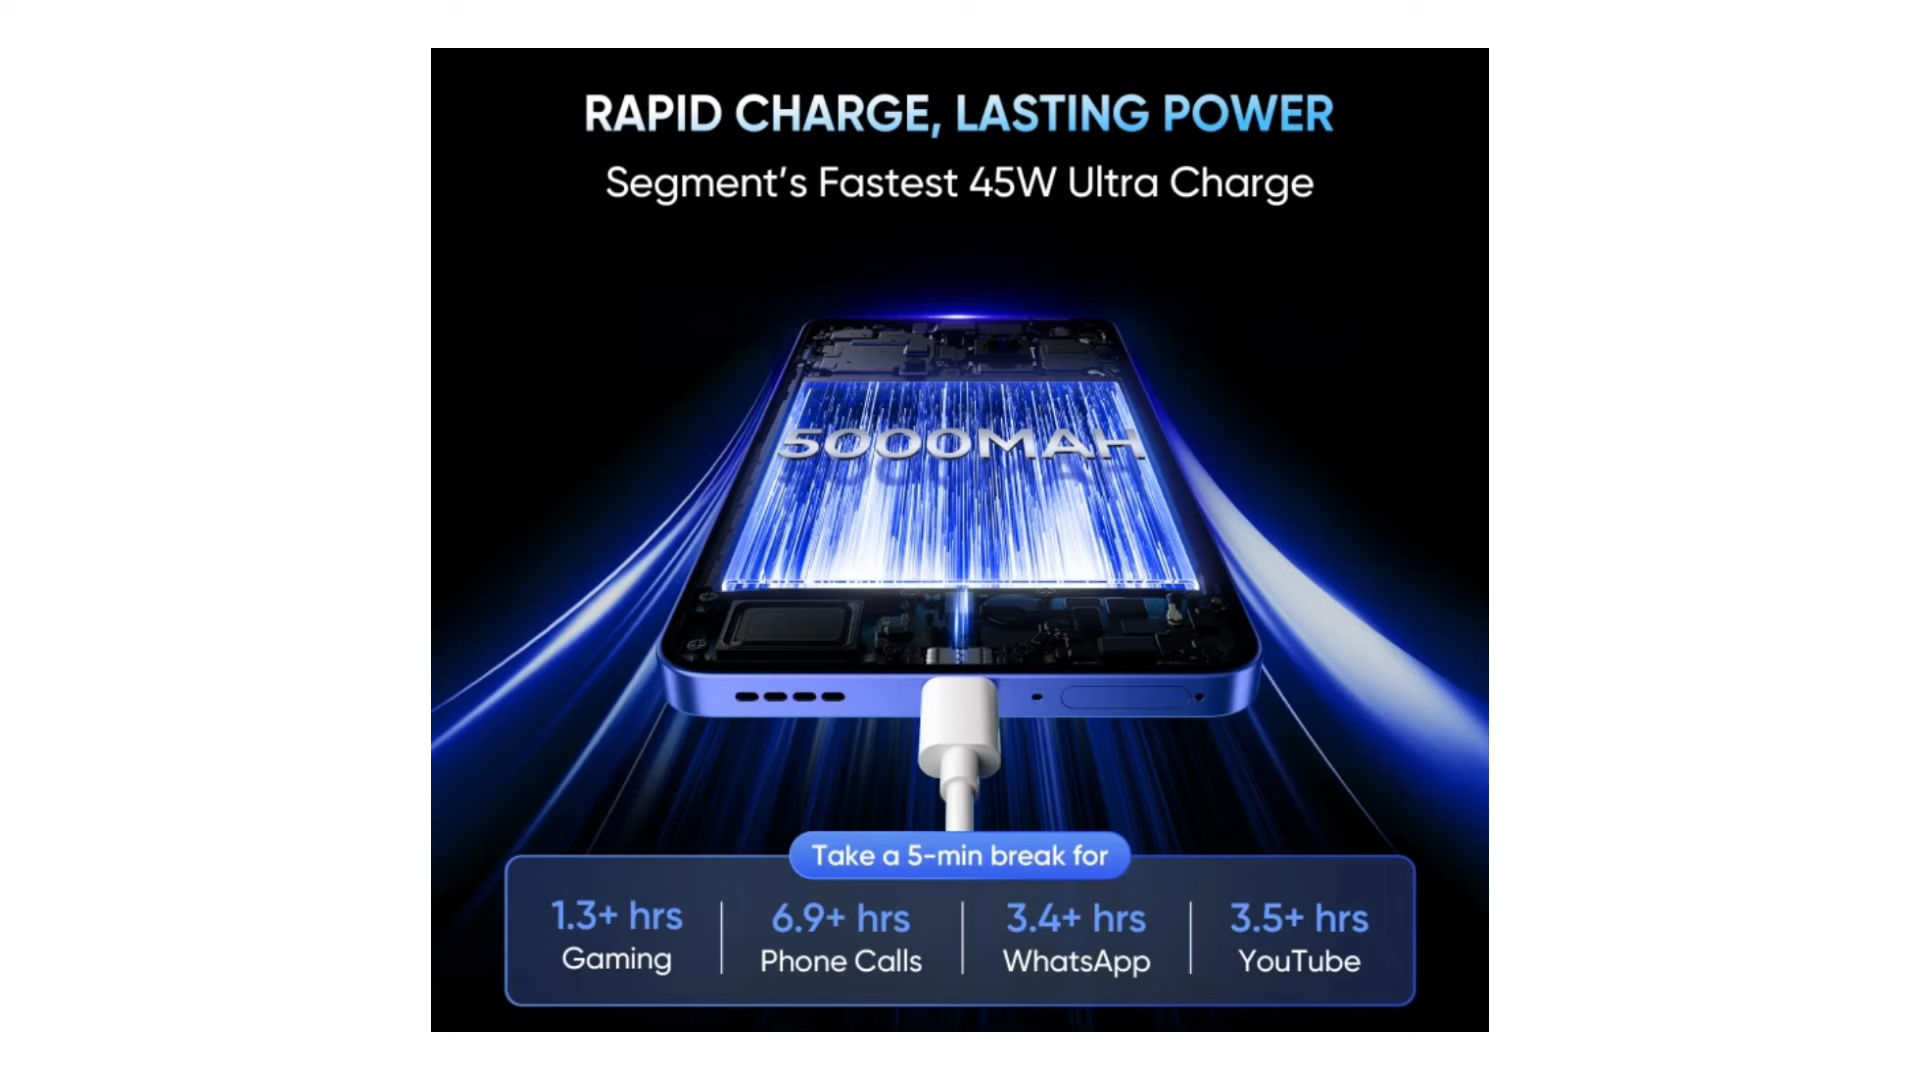 RAPID CHARGE, LASTING POWER
Segment’s Fastest 45W Ultra Charge
5000MAH
Take a 5-min break for
1.3+ hrs
Gaming
6.9+ hrs
Phone Calls
3.4+ hrs
WhatsApp
3.5+ hrs
YouTube